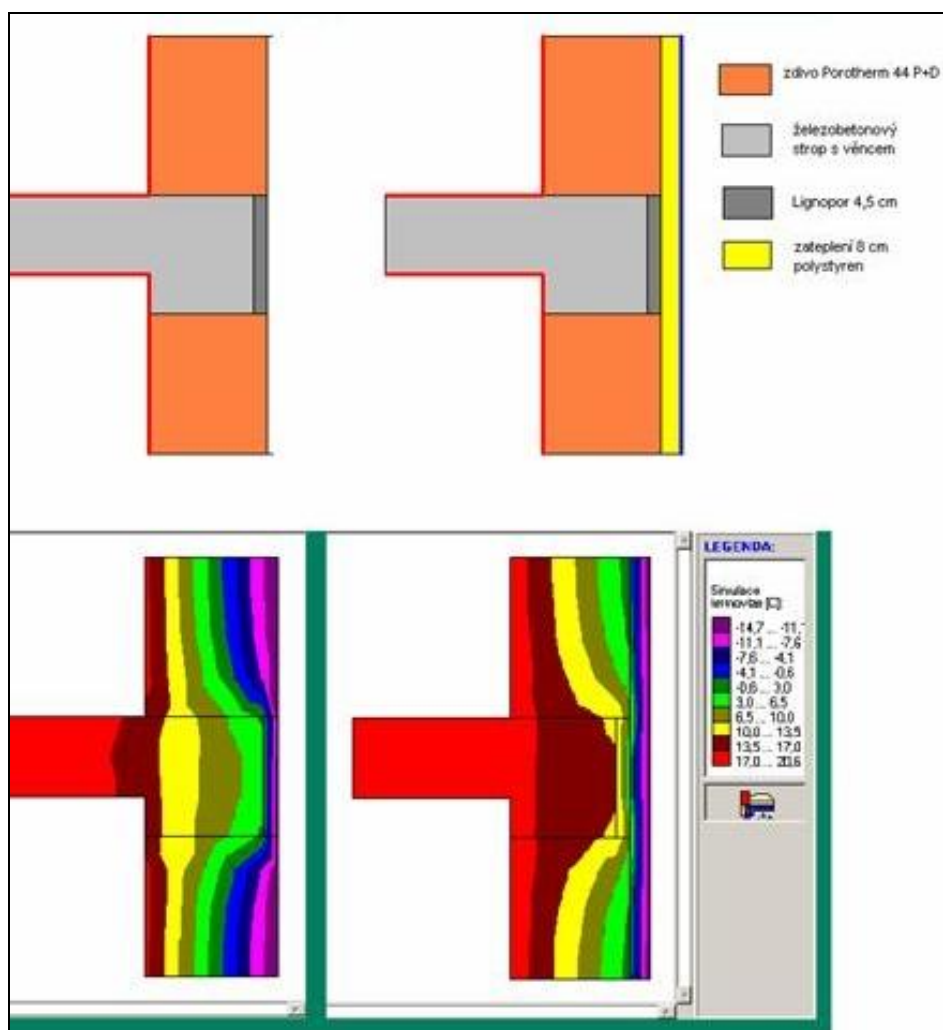 zdivo Porotherm 44 P+D
železobetonový
strop s věncem
Lignopor 4,5 cm
zateplení 8 cm
polystyren
LEGENDA:
Simulace
termovize [C]:
-14,7 ... -11,
-11,1 ... -7,6
-7,6 ... -4,1
-4,1 ... -0,6
-0,6 ... 3,0
3,0 ... 6,5
6,5 ... 10,0
10,0 ... 13,5
13,5 ... 17,0
17,0 ... 20,6